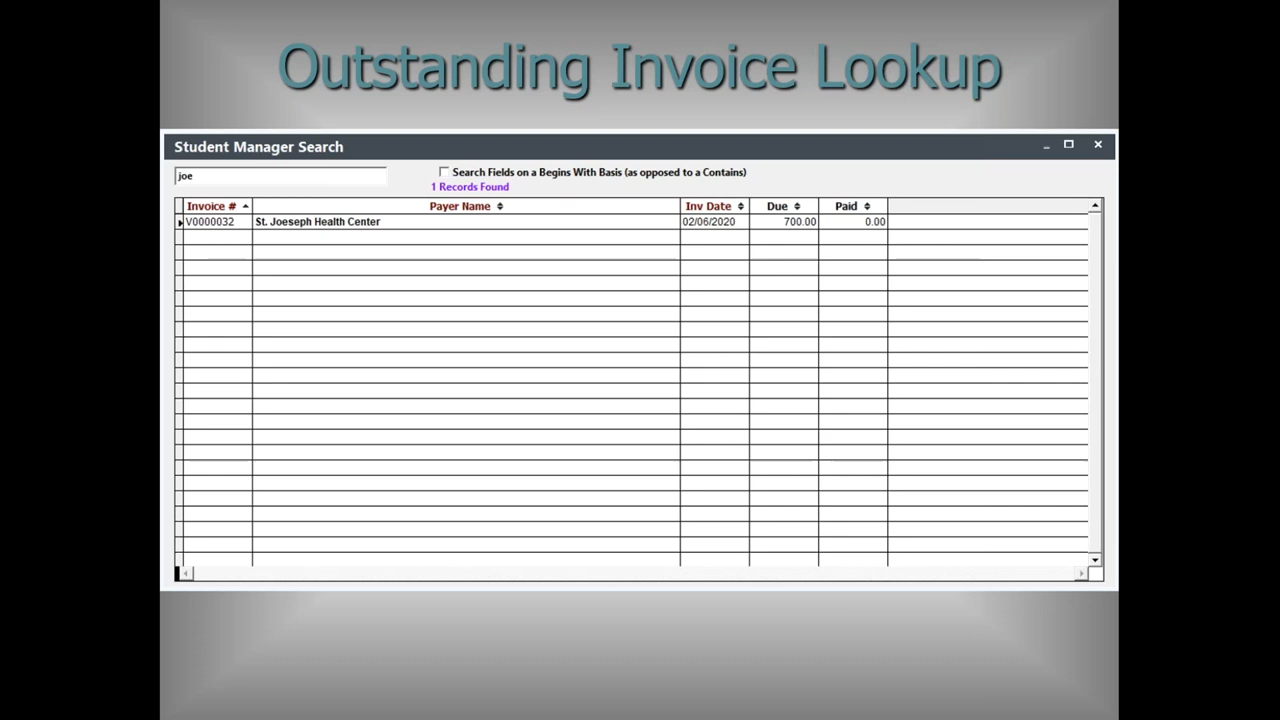 Outstanding Invoice Lookup
Student Manager Search
joe
Search Fields on a Begins With Basis (as opposed to a Contains)
1 Records Found
Invoice # Payer Name Inv Date Due Paid
V0000032 St. Joeseph Health Center 02/06/2020 700.00 0.00